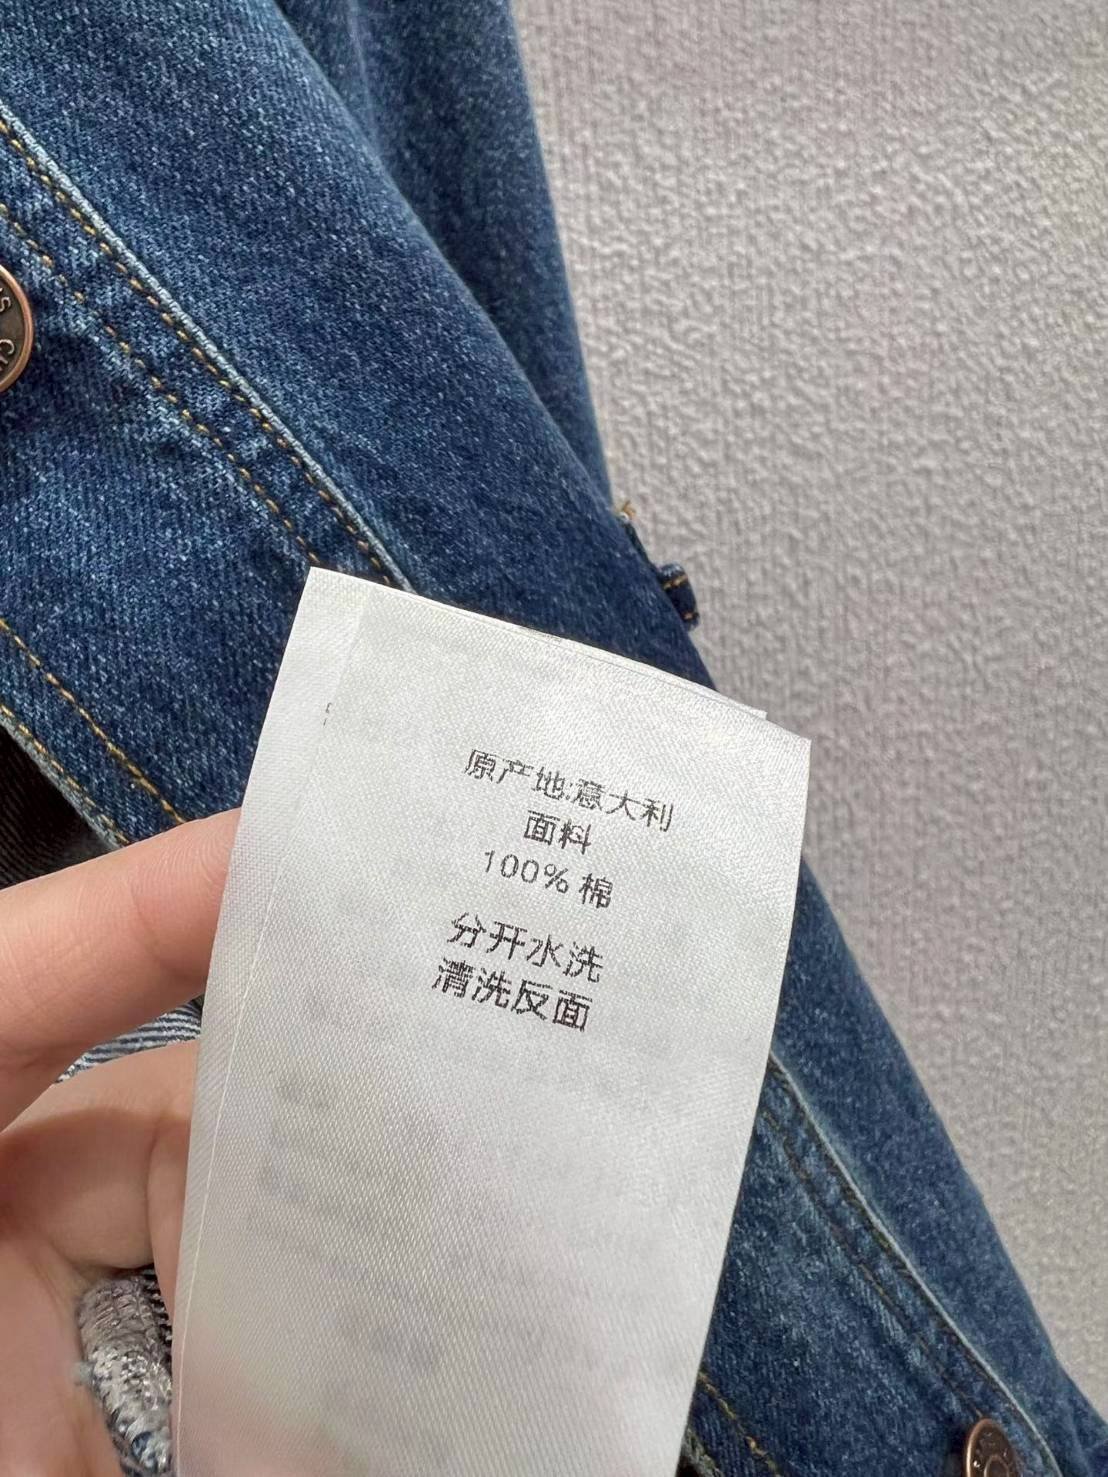 原产地:意大利
面料
100% 棉
分开水洗
清洗反面